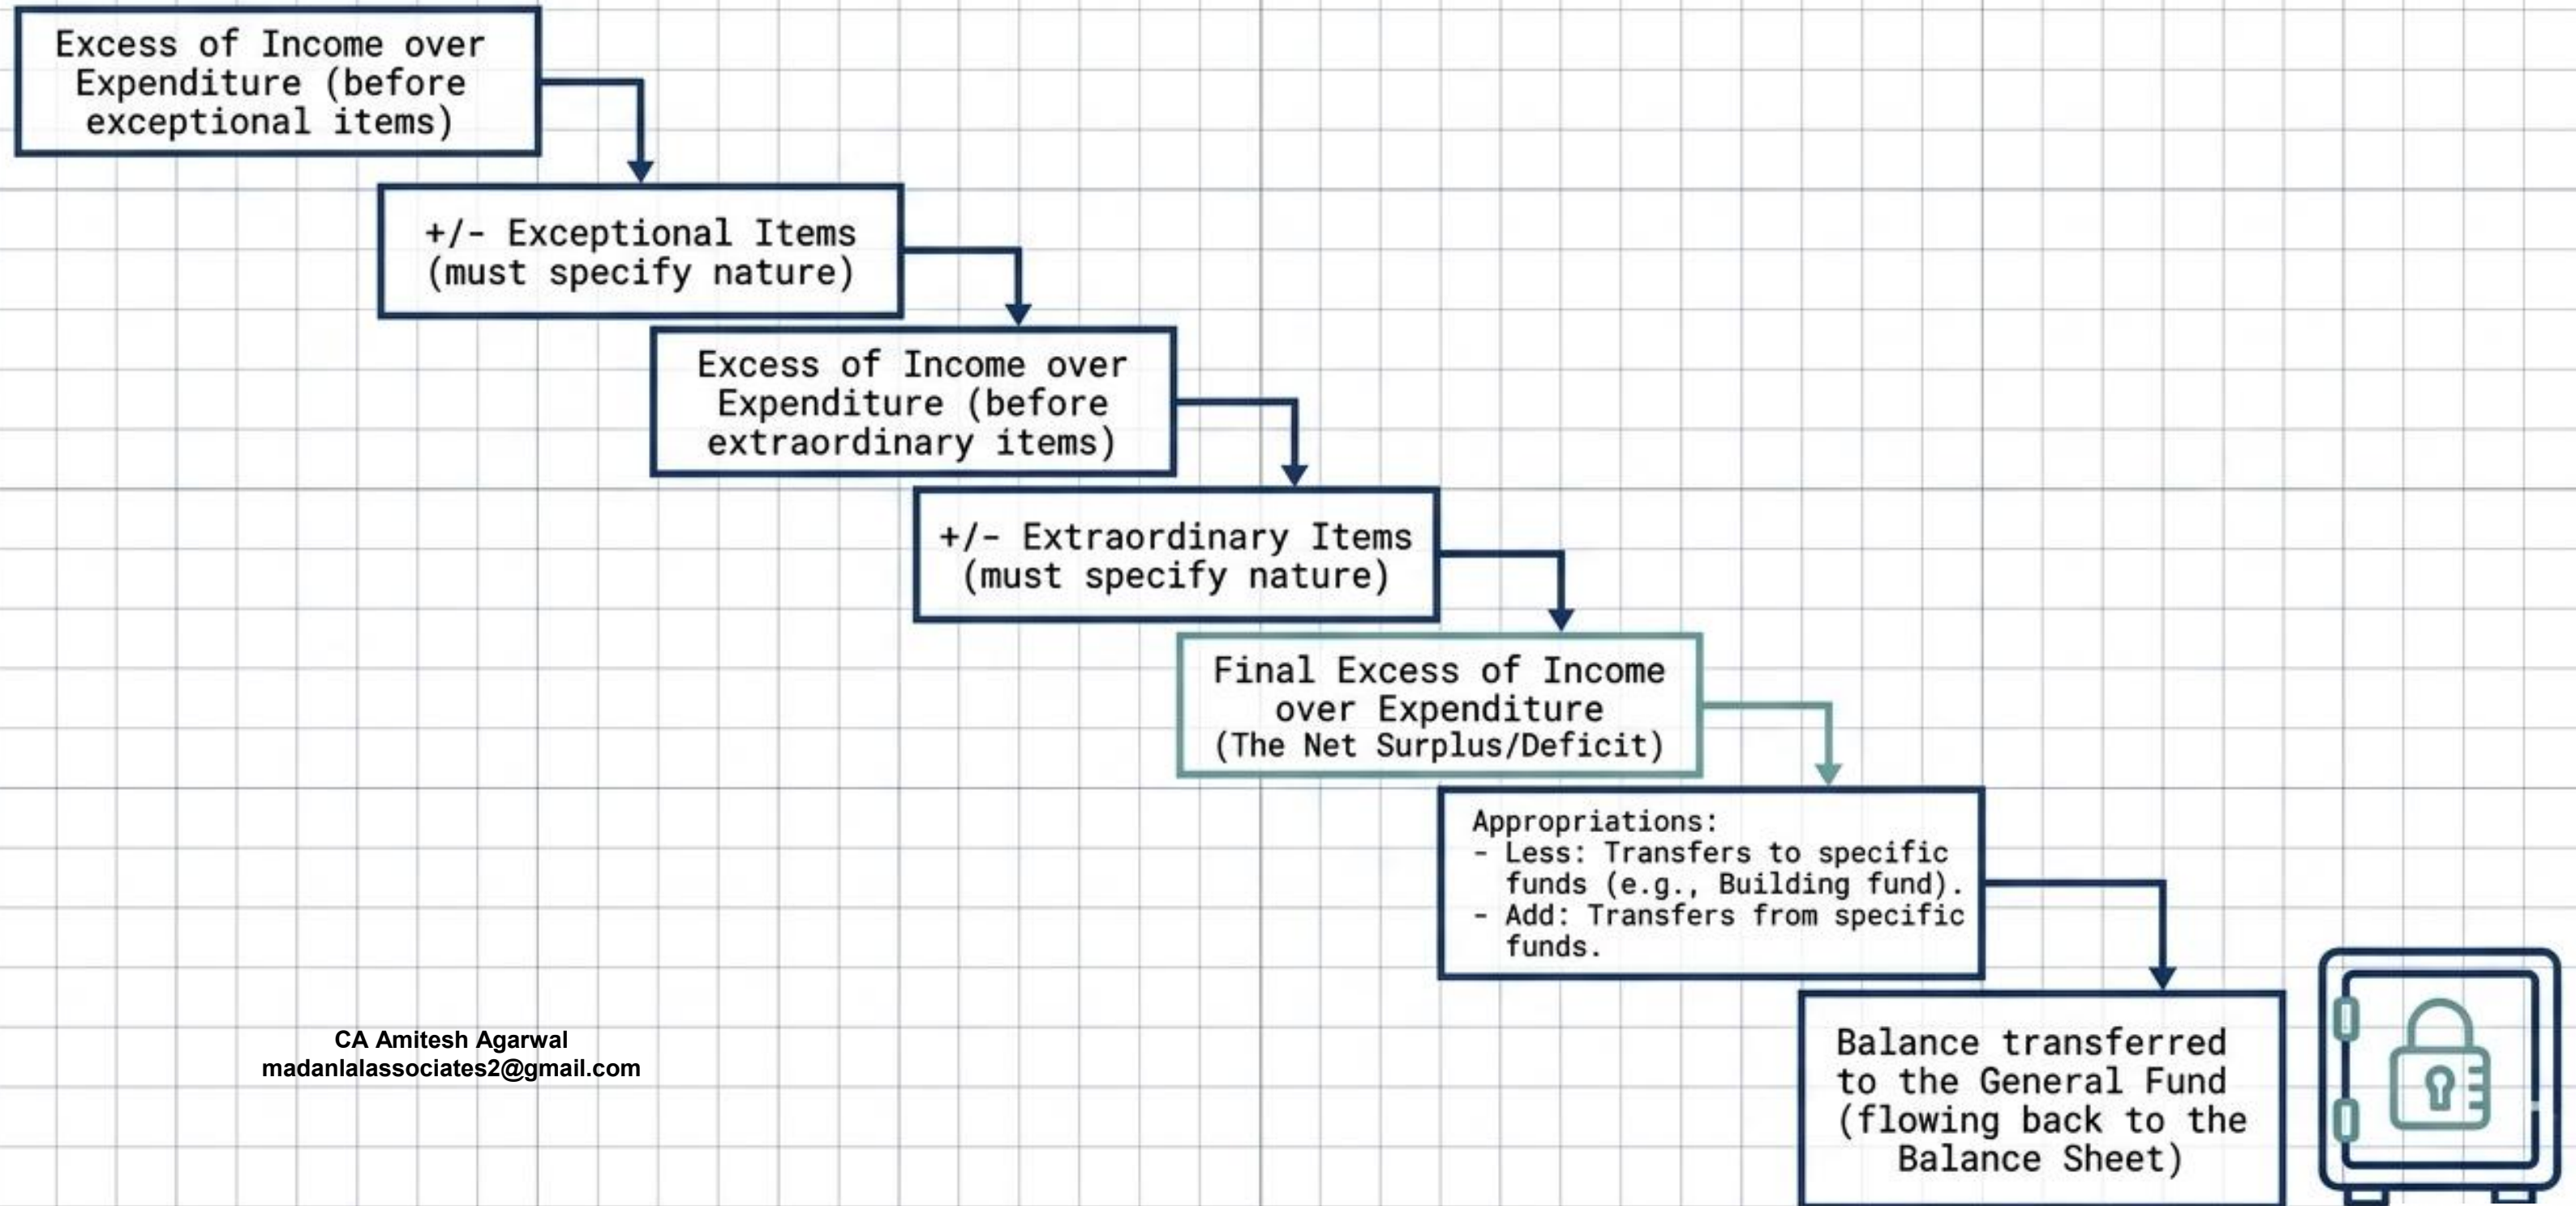 Excess of Income over
Expenditure (before
exceptional items)
+/- Exceptional Items
(must specify nature)
Excess of Income over
Expenditure (before
extraordinary items)
+/- Extraordinary Items
(must specify nature)
Final Excess of Income
over Expenditure
(The Net Surplus/Deficit)
Appropriations:
- Less: Transfers to specific
funds (e.g., Building fund).
- Add: Transfers from specific
funds.
Balance transferred
to the General Fund
(flowing back to the
Balance Sheet)
CA Amitesh Agarwal
madanlalassociates2@gmail.com